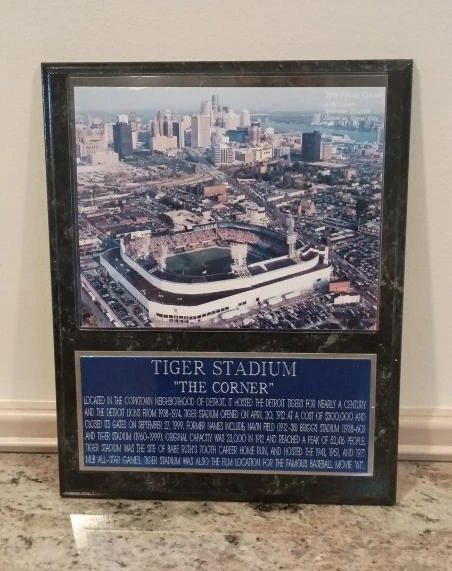 The Final Game
TIGER STADIUM
"THE CORNER"
LOCATED IN THE CORKTOWN NEIGHBORHOOD OF DETROIT, IT HOSTED THE DETROIT TIGERS FOR NEARLY A CENTURY
AND THE DETROIT LIONS FROM 1938-1974. TIGER STADIUM OPENED ON APRIL 20, 1912 AT A COST OF $300,000 AND
CLOSED ITS GATES ON SEPTEMBER 27, 1999. FORMER NAMES INCLUDE, NAVIN FIELD (1912-37) BRIGGS STADIUM (1938-60)
AND TIGER STADIUM (1960-1999). ORIGINAL CAPACITY WAS 23,000 IN 1912 AND REACHED A PEAK OF 52,416 PEOPLE.
TIGER STADIUM WAS THE SITE OF BABE RUTH'S 700TH CAREER HOME RUN, AND HOSTED THE 1941, 1951, AND 1971
MLB ALL-STAR GAMES. TIGER STADIUM WAS ALSO THE FILM LOCATION FOR THE FAMOUS BASEBALL MOVIE "61".